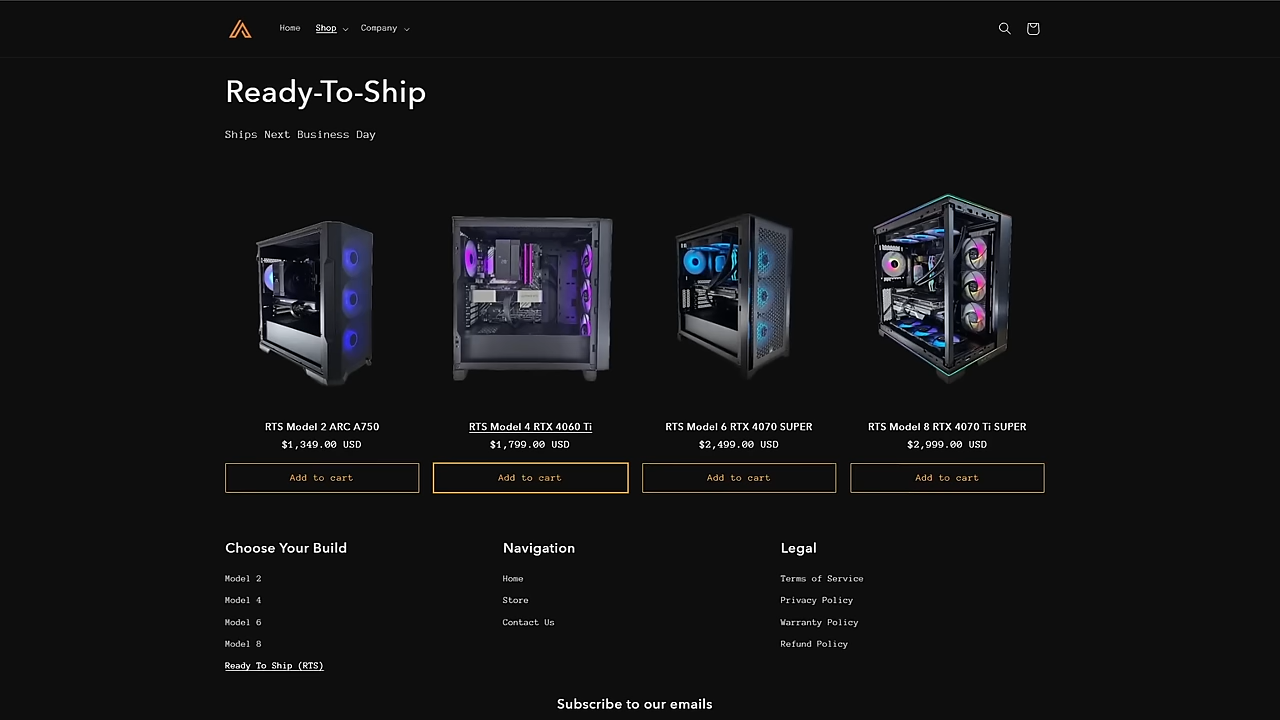 Home Shop Company
Ready-To-Ship
Ships Next Business Day
RTS Model 2 ARC A750
$1,349.00 USD
Add to cart
RTS Model 4 RTX 4060 Ti
$1,799.00 USD
Add to cart
RTS Model 6 RTX 4070 SUPER
$2,499.00 USD
Add to cart
RTS Model 8 RTX 4070 Ti SUPER
$2,999.00 USD
Add to cart
Choose Your Build
Model 2
Model 4
Model 6
Model 8
Ready To Ship (RTS)
Navigation
Home
Store
Contact Us
Legal
Terms of Service
Privacy Policy
Warranty Policy
Refund Policy
Subscribe to our emails